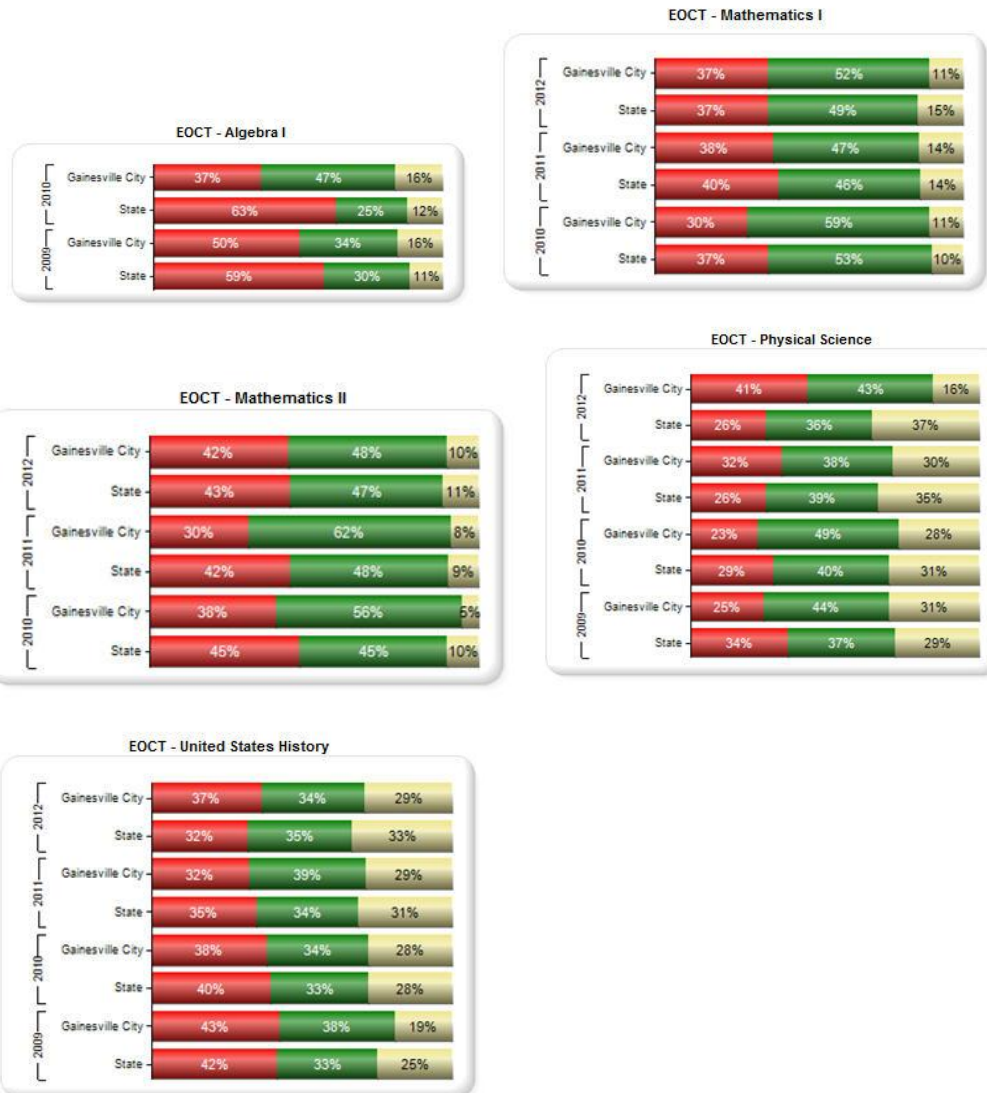 EOCT - Mathematics I
2012
Gainesville City 37% 52% 11%
State 37% 49% 15%
2011
Gainesville City 38% 47% 14%
State 40% 46% 14%
2010
Gainesville City 30% 59% 11%
State 37% 53% 10%
EOCT - Algebra I
2010
Gainesville City 37% 47% 16%
State 63% 25% 12%
2009
Gainesville City 50% 34% 16%
State 59% 30% 11%
EOCT - Physical Science
2012
Gainesville City 41% 43% 16%
State 26% 36% 37%
2011
Gainesville City 32% 38% 30%
State 26% 39% 35%
2010
Gainesville City 23% 49% 28%
State 29% 40% 31%
2009
Gainesville City 25% 44% 31%
State 34% 37% 29%
EOCT - Mathematics II
2012
Gainesville City 42% 48% 10%
State 43% 47% 11%
2011
Gainesville City 30% 62% 8%
State 42% 48% 9%
2010
Gainesville City 38% 56% 5%
State 45% 45% 10%
EOCT - United States History
2012
Gainesville City 37% 34% 29%
State 32% 35% 33%
2011
Gainesville City 32% 39% 29%
State 35% 34% 31%
2010
Gainesville City 38% 34% 28%
State 40% 33% 28%
2009
Gainesville City 43% 38% 19%
State 42% 33% 25%